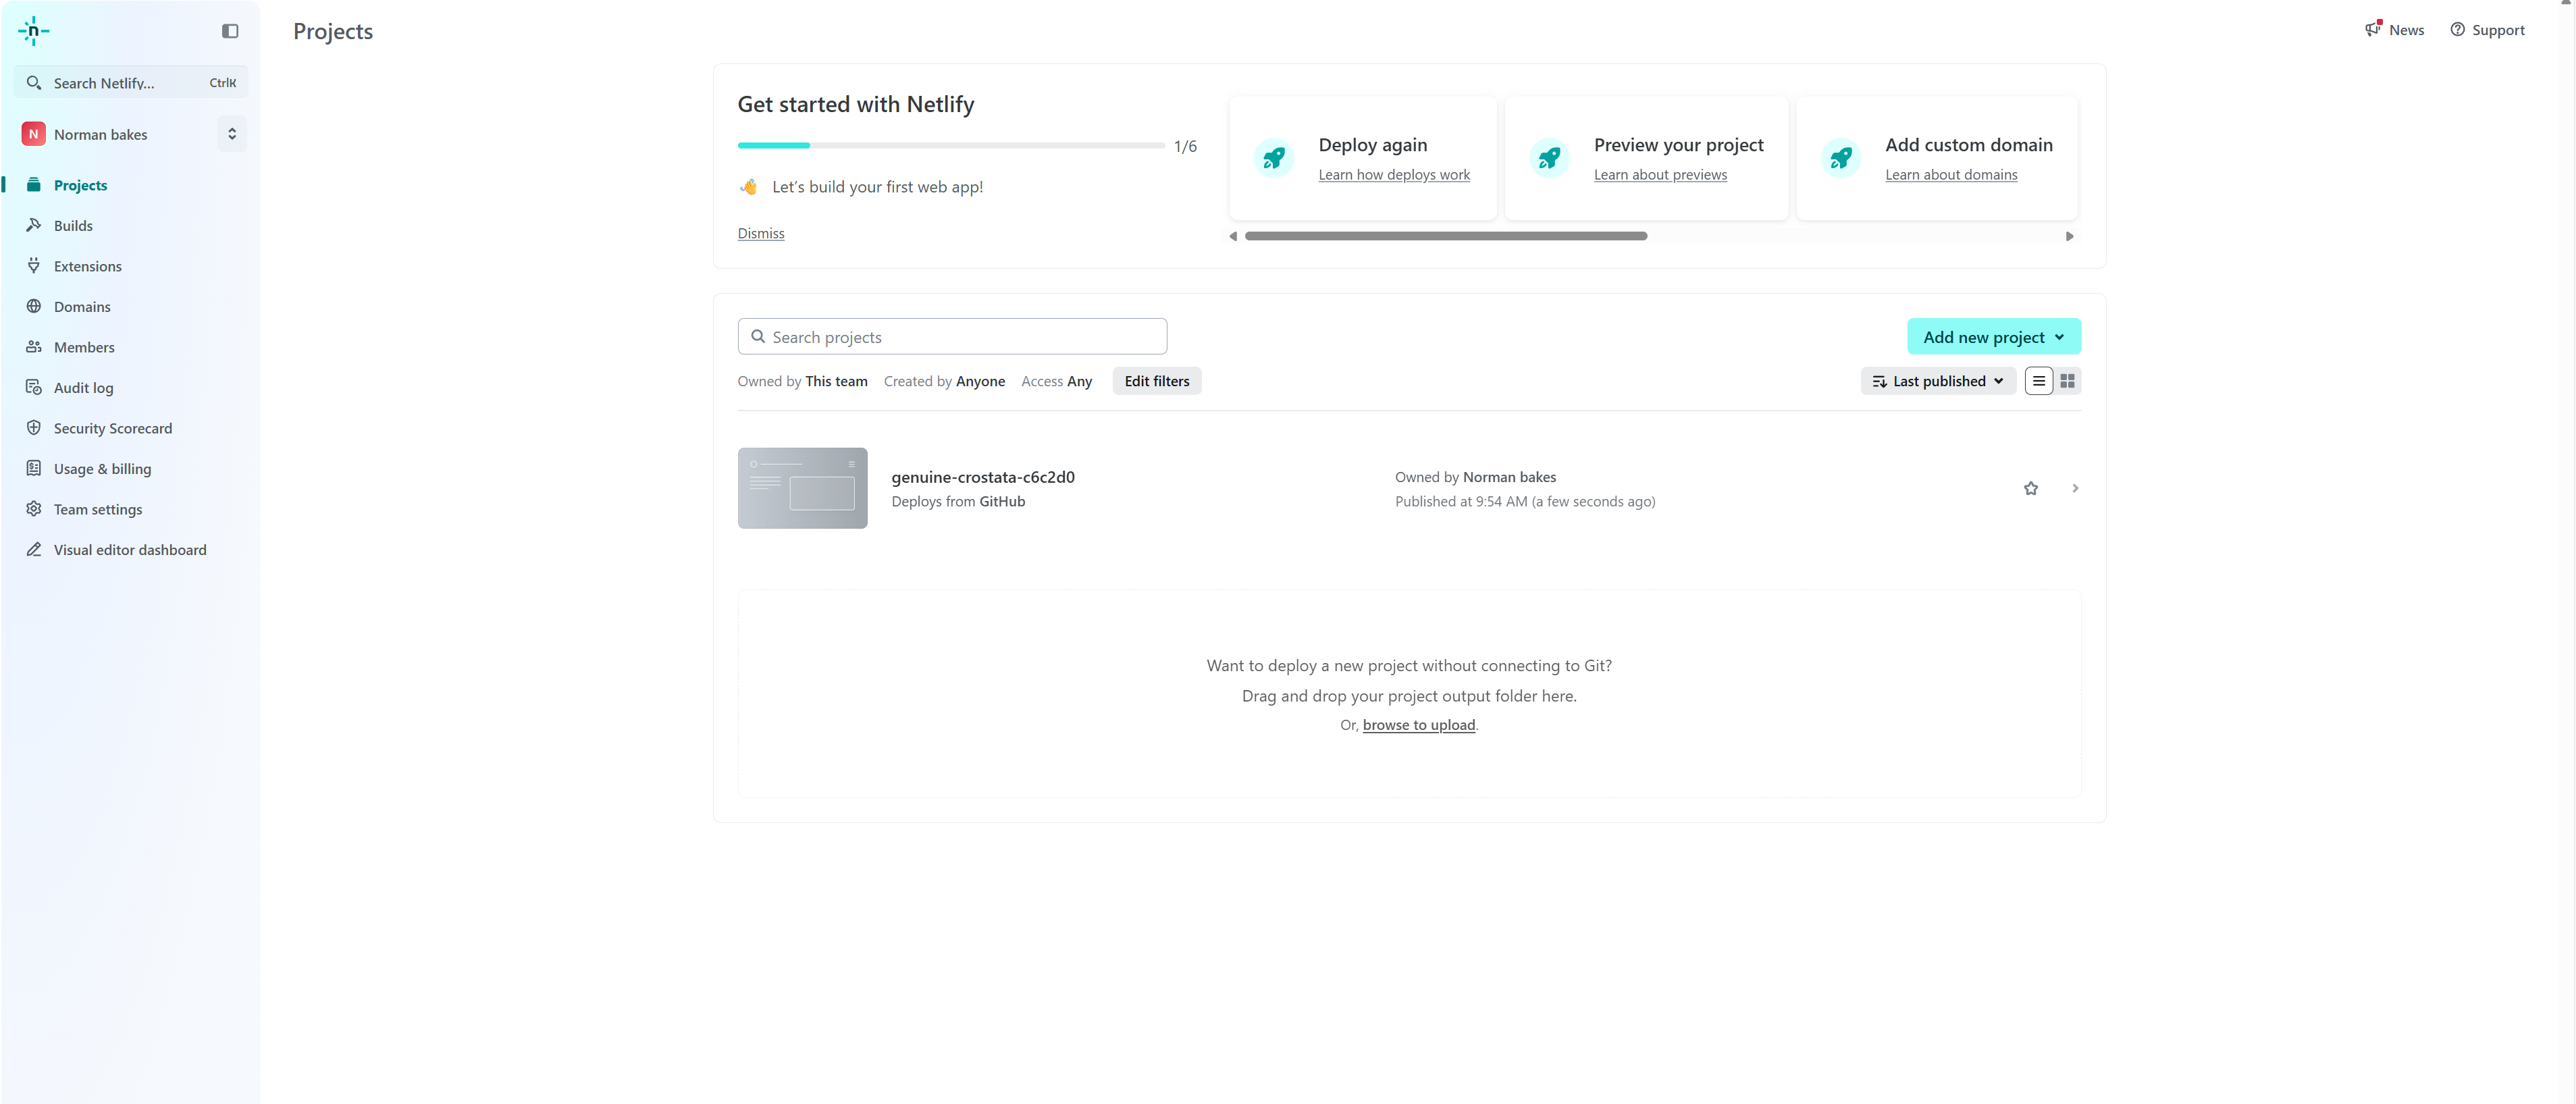 n
Search Netlify...
CtrlK
N
Norman bakes
Projects
Builds
Extensions
Domains
Members
Audit log
Security Scorecard
Usage & billing
Team settings
Visual editor dashboard
Projects
News
Support
Get started with Netlify
1/6
Let's build your first web app!
Dismiss
Deploy again
Learn how deploys work
Preview your project
Learn about previews
Add custom domain
Learn about domains
Search projects
Add new project
Owned by This team
Created by Anyone
Access Any
Edit filters
Last published
genuine-crostata-c6c2d0
Deploys from GitHub
Owned by Norman bakes
Published at 9:54 AM (a few seconds ago)
Want to deploy a new project without connecting to Git?
Drag and drop your project output folder here.
Or, browse to upload.